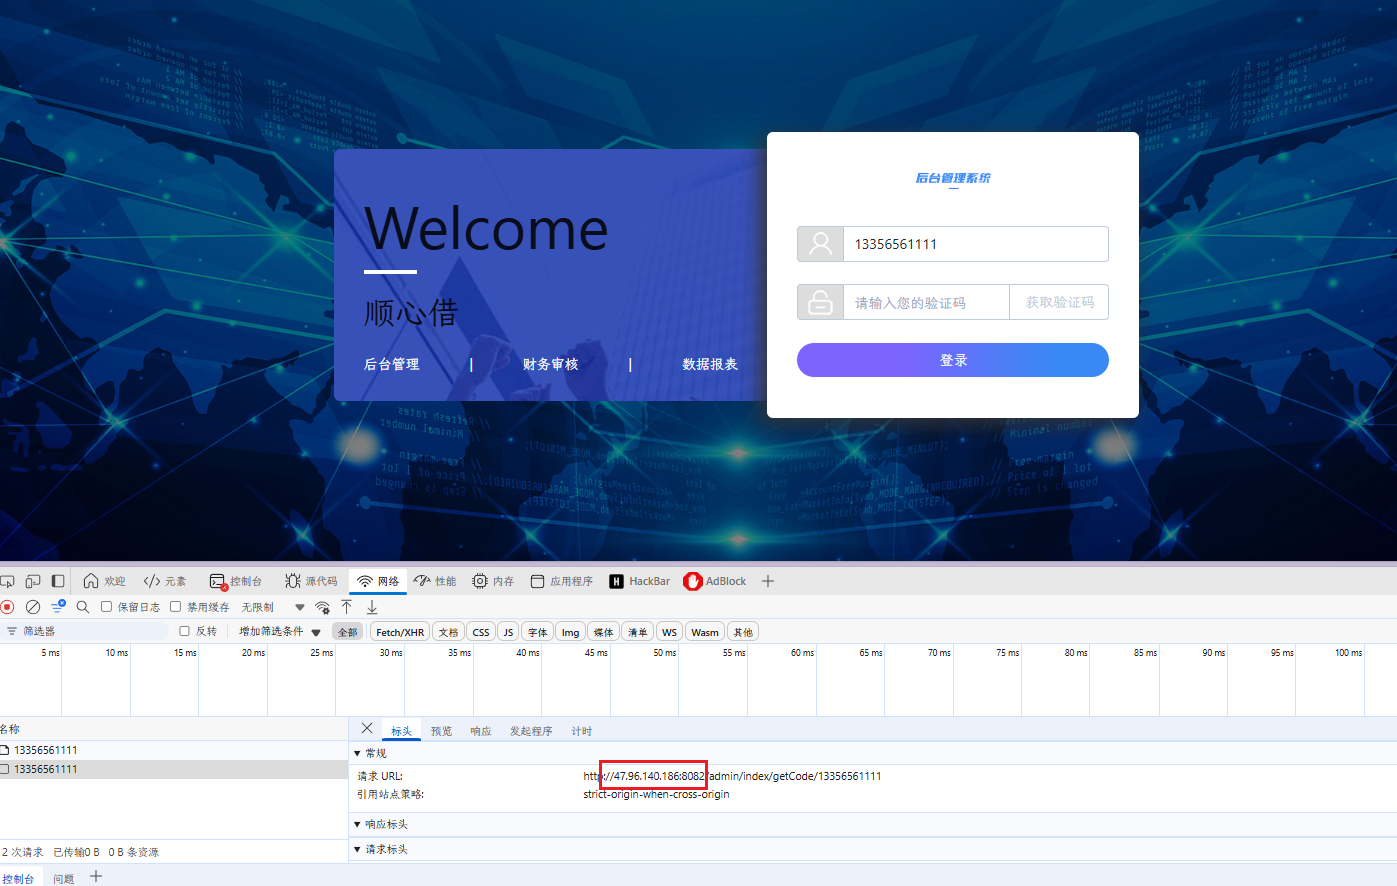 后台管理系统
Welcome
13356561111
顺心借
请输入您的验证码 获取验证码
后台管理 | 财务审核 | 数据报表
登录
欢迎 元素 控制台 源代码 网络 性能 内存 应用程序 HackBar AdBlock
保留日志 禁用缓存 无限制
筛选器 反转 增加筛选条件 全部 Fetch/XHR 文档 CSS JS 字体 Img 媒体 清单 WS Wasm 其他
5 ms 10 ms 15 ms 20 ms 25 ms 30 ms 35 ms 40 ms 45 ms 50 ms 55 ms 60 ms 65 ms 70 ms 75 ms 80 ms 85 ms 90 ms 95 ms 100 ms
名称
标头 预览 响应 发起程序 计时
13356561111
13356561111
常规
请求 URL: http://47.96.140.186:8082/admin/index/getCode/13356561111
引用站点策略: strict-origin-when-cross-origin
响应标头
请求标头
2 次请求 已传输0 B 0 B 条资源
控制台 问题